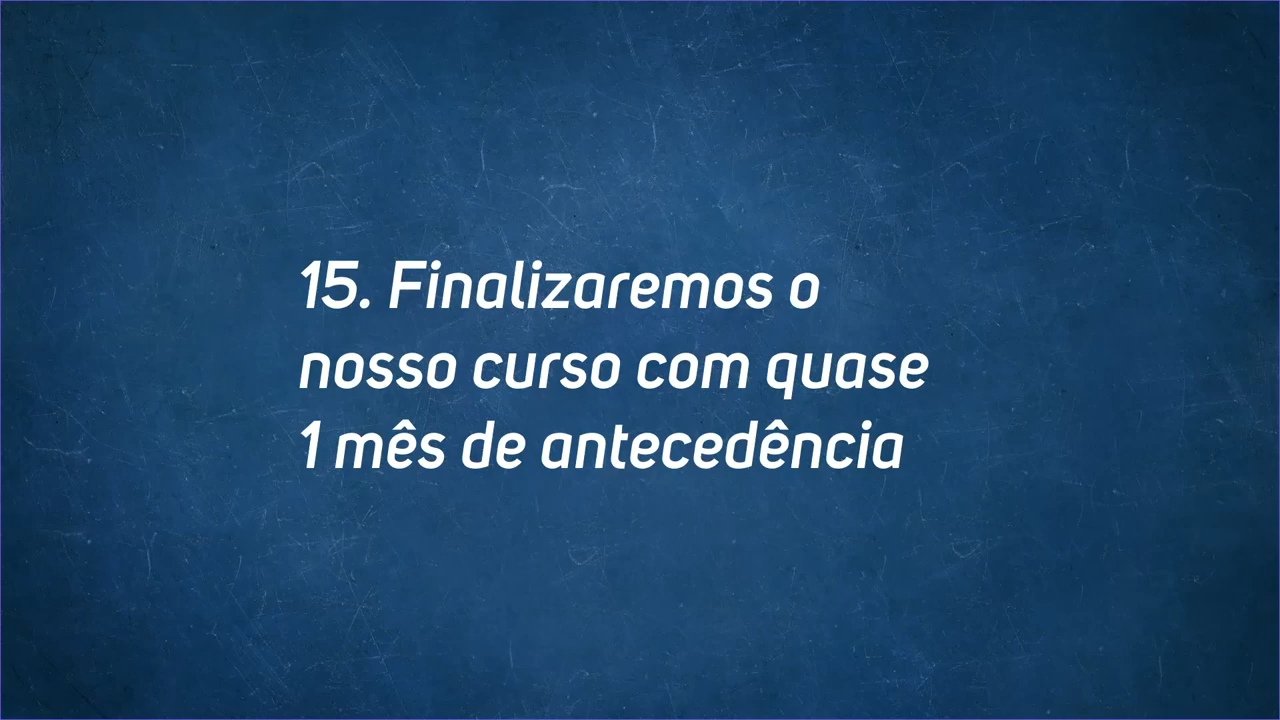 15. Finalizaremos o
nosso curso com quase
1 mês de antecedência